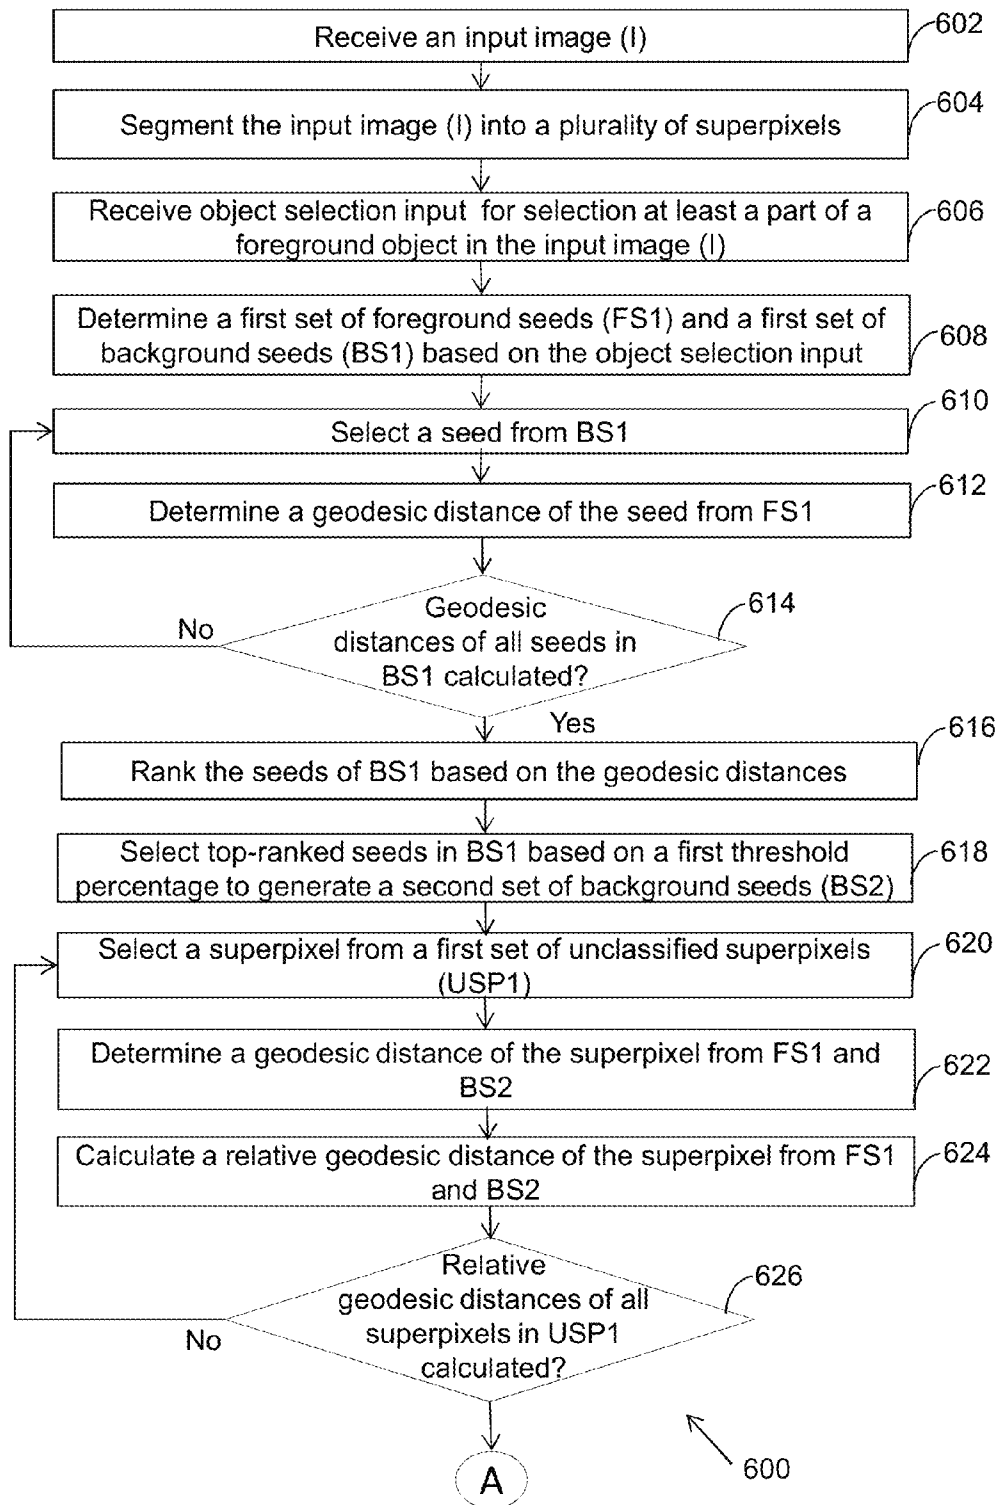 Receive an input image (I)
602
Segment the input image (I) into a plurality of superpixels
604
Receive object selection input for selection at least a part of a
foreground object in the input image (I)
606
Determine a first set of foreground seeds (FS1) and a first set of
background seeds (BS1) based on the object selection input
608
Select a seed from BS1
610
Determine a geodesic distance of the seed from FS1
612
Geodesic
distances of all seeds in
BS1 calculated?
614
No
Yes
Rank the seeds of BS1 based on the geodesic distances
616
Select top-ranked seeds in BS1 based on a first threshold
percentage to generate a second set of background seeds (BS2)
618
Select a superpixel from a first set of unclassified superpixels
(USP1)
620
Determine a geodesic distance of the superpixel from FS1 and
BS2
622
Calculate a relative geodesic distance of the superpixel from FS1
and BS2
624
Relative
geodesic distances of all
superpixels in USP1
calculated?
626
No
A
600